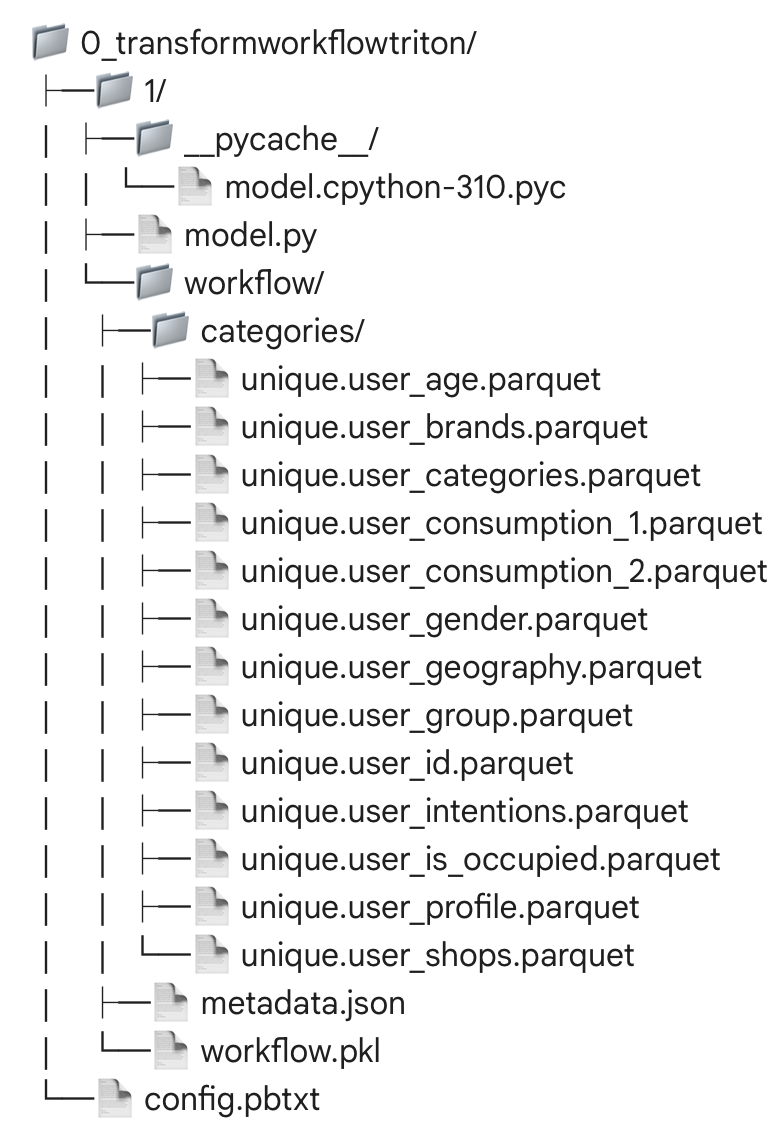 0_transformworkflowtriton/
1/
__pycache__/
model.cpython-310.pyc
model.py
workflow/
categories/
unique.user_age.parquet
unique.user_brands.parquet
unique.user_categories.parquet
unique.user_consumption_1.parquet
unique.user_consumption_2.parquet
unique.user_gender.parquet
unique.user_geography.parquet
unique.user_group.parquet
unique.user_id.parquet
unique.user_intentions.parquet
unique.user_is_occupied.parquet
unique.user_profile.parquet
unique.user_shops.parquet
metadata.json
workflow.pkl
config.pbtxt